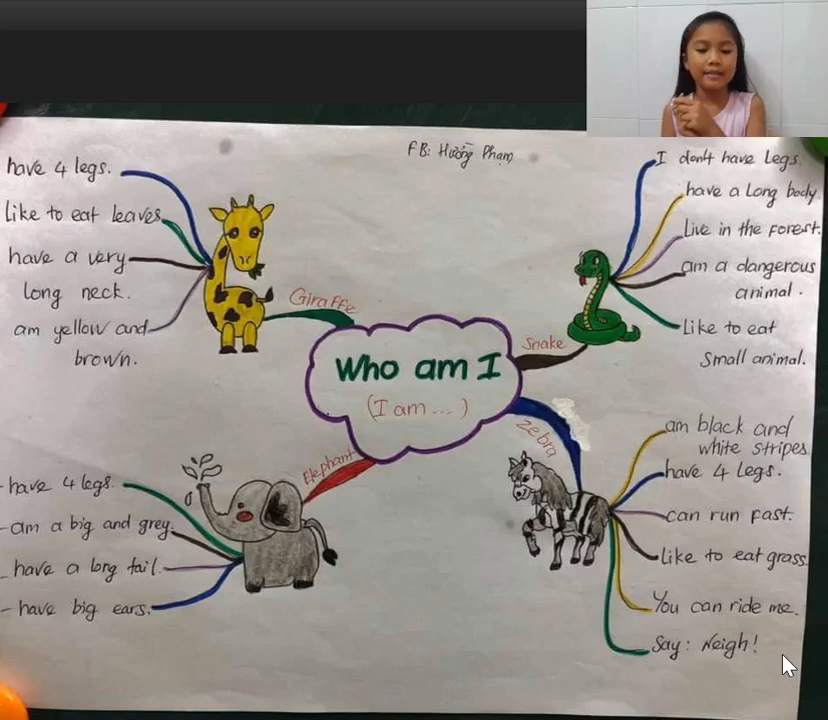 FB: Hường Phạm
Who am I
(I am ... )
Giraffe
have 4 legs.
Like to eat leaves
have a very
long neck.
am yellow and
brown.
Snake
I don't have legs.
have a Long body
Live in the forest.
am a dangerous
animal.
Like to eat
Small animal.
Elephant
- have 4 legs.
- am a big and grey.
- have a long tail.
- have big ears.
Zebra
am black and
white stripes
have 4 Legs.
can run fast.
Like to eat grass.
You can ride me.
Say: Neigh!